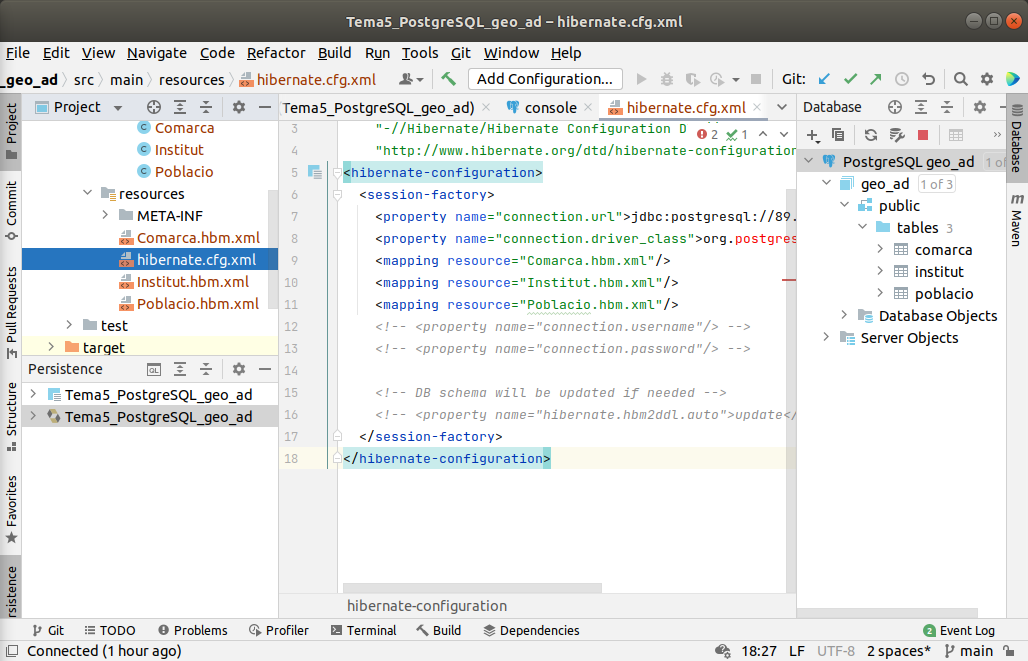 Tema5_PostgreSQL_geo_ad – hibernate.cfg.xml
File Edit View Navigate Code Refactor Build Run Tools Git Window Help
_geo_ad src main resources hibernate.cfg.xml Add Configuration... Git:
Project
Tema5_PostgreSQL_geo_ad) console hibernate.cfg.xml
Database
Project
Commit
Pull Requests
Structure
Favorites
rsistence
Comarca
Institut
Poblacio
resources
META-INF
Comarca.hbm.xml
hibernate.cfg.xml
Institut.hbm.xml
Poblacio.hbm.xml
test
target
Persistence
Tema5_PostgreSQL_geo_ad
Tema5_PostgreSQL_geo_ad
2 1
3 "-//Hibernate/Hibernate Configuration D
4 "http://www.hibernate.org/dtd/hibernate-configuration
5 <hibernate-configuration>
6 <session-factory>
7 <property name="connection.url">jdbc:postgresql://89.
8 <property name="connection.driver_class">org.postgres
9 <mapping resource="Comarca.hbm.xml"/>
10 <mapping resource="Institut.hbm.xml"/>
11 <mapping resource="Poblacio.hbm.xml"/>
12 <!-- <property name="connection.username"/> -->
13 <!-- <property name="connection.password"/> -->
14
15 <!-- DB schema will be updated if needed -->
16 <!-- <property name="hibernate.hbm2ddl.auto">update</
17 </session-factory>
18 </hibernate-configuration>
hibernate-configuration
PostgreSQL geo_ad 1 of
geo_ad 1 of 3
public
tables 3
comarca
institut
poblacio
Database Objects
Server Objects
Database
Maven
Git TODO Problems Profiler Terminal Build Dependencies 2 Event Log
Connected (1 hour ago) 18:27 LF UTF-8 2 spaces* main